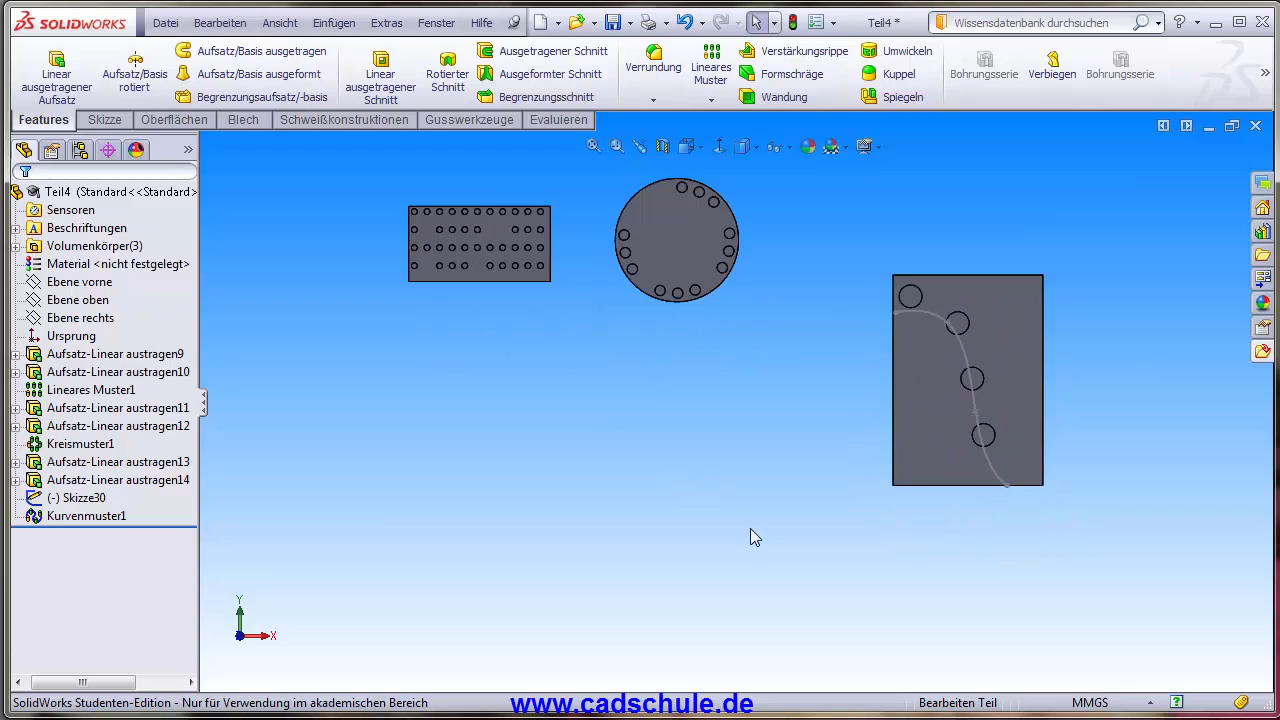 SOLIDWORKS
Datei Bearbeiten Ansicht Einfügen Extras Fenster Hilfe
Teil4 *
Wissensdatenbank durchsuchen
Linear ausgetragener Aufsatz
Aufsatz/Basis rotiert
Aufsatz/Basis ausgetragen
Aufsatz/Basis ausgeformt
Begrenzungsaufsatz/-basis
Linear ausgetragener Schnitt
Rotierter Schnitt
Ausgetragener Schnitt
Ausgeformter Schnitt
Begrenzungsschnitt
Verrundung
Lineares Muster
Verstärkungsrippe
Formschräge
Wandung
Umwickeln
Kuppel
Spiegeln
Bohrungsserie
Verbiegen
Bohrungsserie
Features Skizze Oberflächen Blech Schweißkonstruktionen Gusswerkzeuge Evaluieren
Teil4 (Standard<<Standard>
Sensoren
Beschriftungen
Volumenkörper(3)
Material <nicht festgelegt>
Ebene vorne
Ebene oben
Ebene rechts
Ursprung
Aufsatz-Linear austragen9
Aufsatz-Linear austragen10
Lineares Muster1
Aufsatz-Linear austragen11
Aufsatz-Linear austragen12
Kreismuster1
Aufsatz-Linear austragen13
Aufsatz-Linear austragen14
(-) Skizze30
Kurvenmuster1
Y
X
SolidWorks Studenten-Edition - Nur für Verwendung im akademischen Bereich
www.cadschule.de
Bearbeiten Teil
MMGS